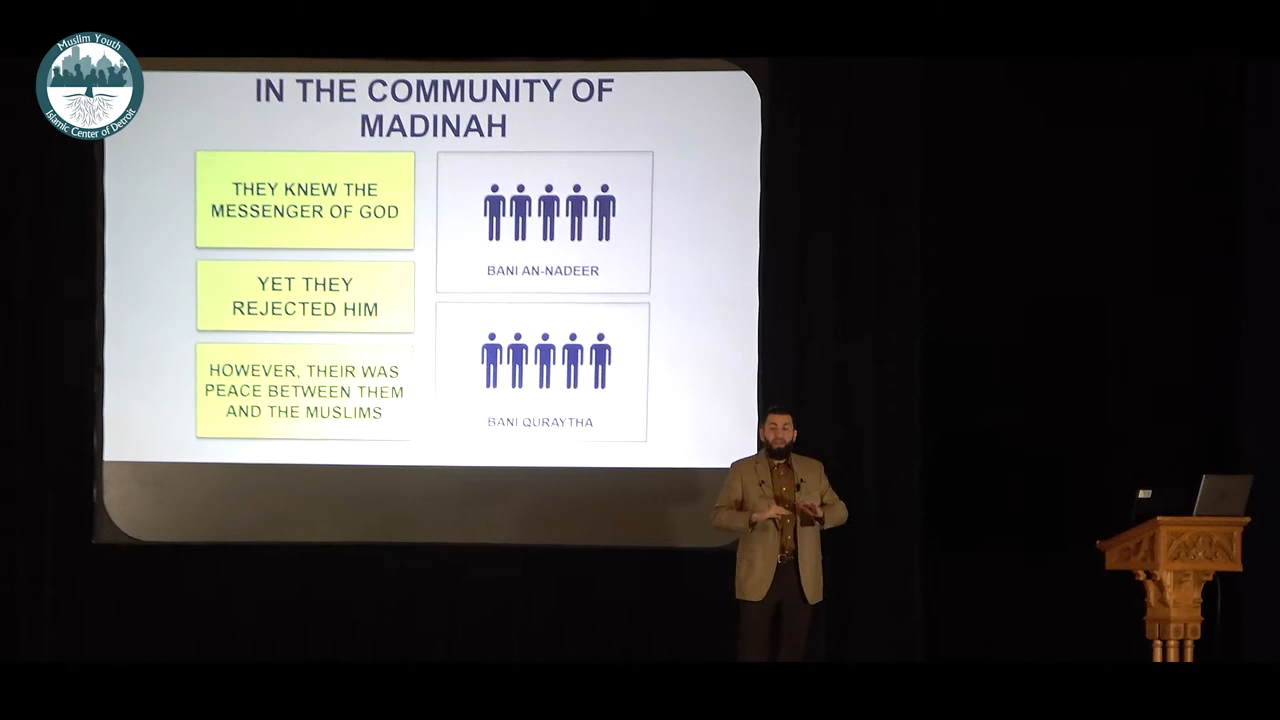 Muslim Youth
Islamic Center of Detroit
IN THE COMMUNITY OF
MADINAH
THEY KNEW THE
MESSENGER OF GOD
YET THEY
REJECTED HIM
HOWEVER, THEIR WAS
PEACE BETWEEN THEM
AND THE MUSLIMS
BANI AN-NADEER
BANI QURAYTHA